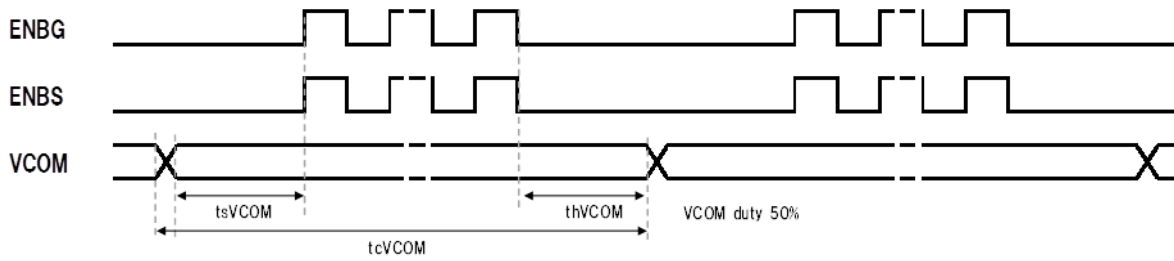 ENBG
ENBS
VCOM
tsVCOM
thVCOM
VCOM duty 50%
tcVCOM